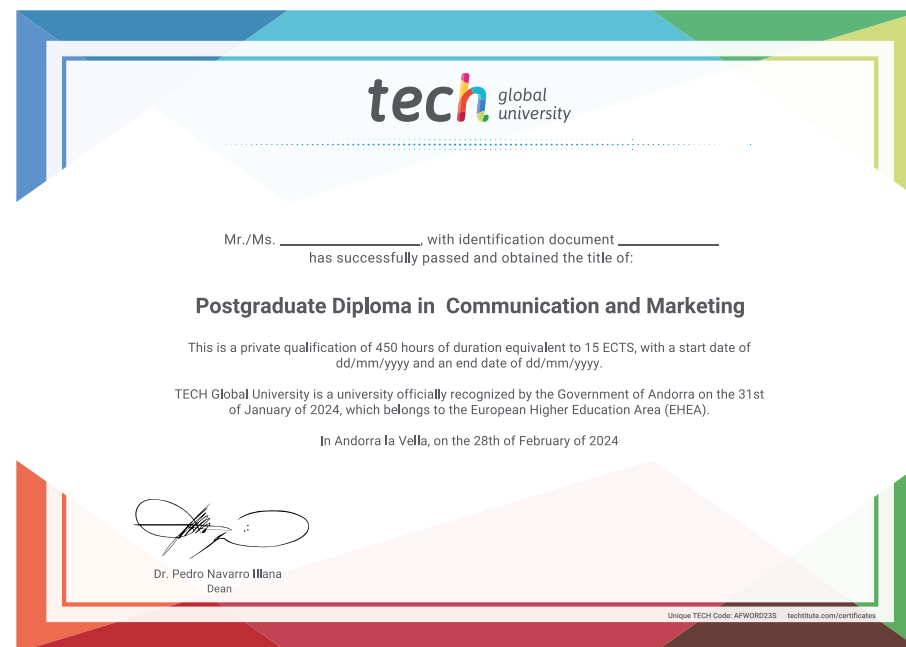 tech global university
Mr./Ms. ____________, with identification document ____________
has successfully passed and obtained the title of:
Postgraduate Diploma in Communication and Marketing
This is a private qualification of 450 hours of duration equivalent to 15 ECTS, with a start date of
dd/mm/yyyy and an end date of dd/mm/yyyy.
TECH Global University is a university officially recognized by the Government of Andorra on the 31st
of January of 2024, which belongs to the European Higher Education Area (EHEA).
In Andorra la Vella, on the 28th of February of 2024
Dr. Pedro Navarro Illana
Dean
Unique TECH Code: AFWORD23S techtitute.com/certificates